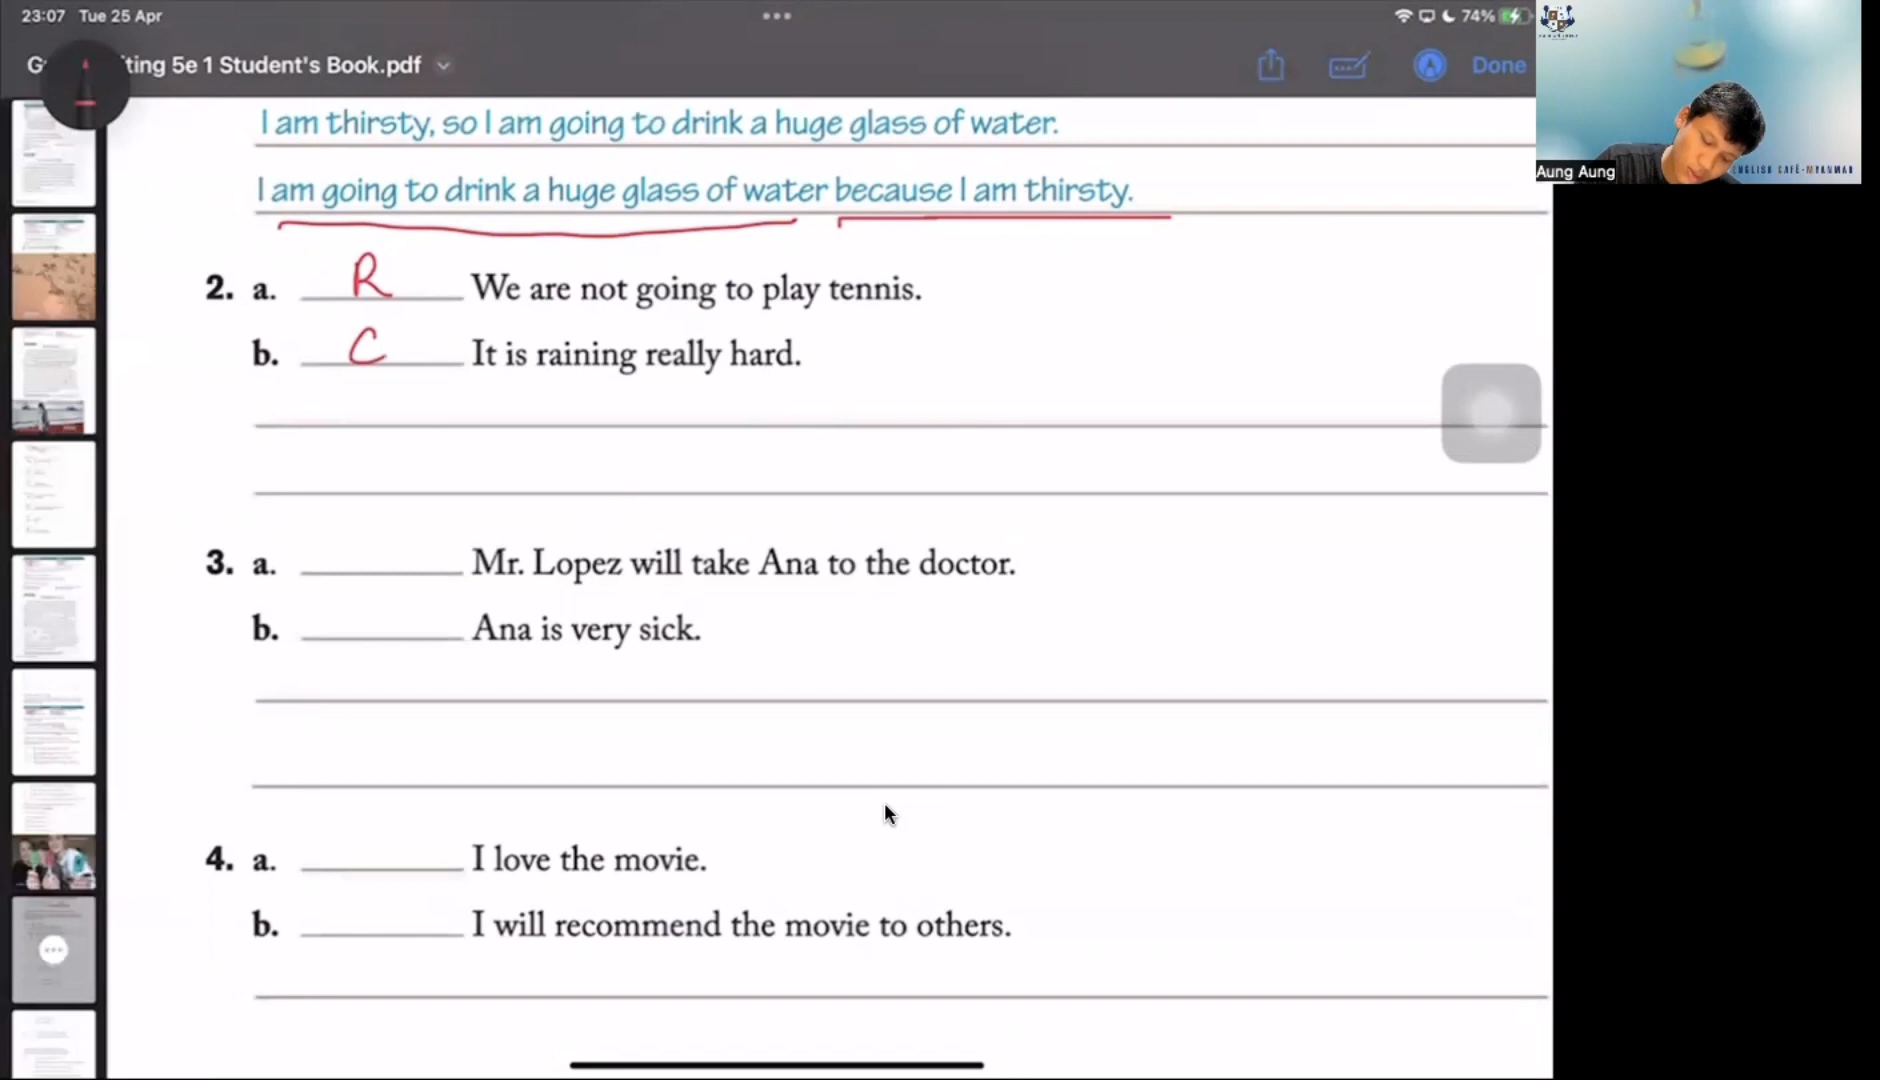 23:07 Tue 25 Apr
74%
G
ting 5e 1 Student's Book.pdf
Done
I am thirsty, so I am going to drink a huge glass of water.
I am going to drink a huge glass of water because I am thirsty.
2. a. R We are not going to play tennis.
b. C It is raining really hard.
3. a. Mr. Lopez will take Ana to the doctor.
b. Ana is very sick.
4. a. I love the movie.
b. I will recommend the movie to others.
Aung Aung
ENGLISH CAFÉ-MYANMAR